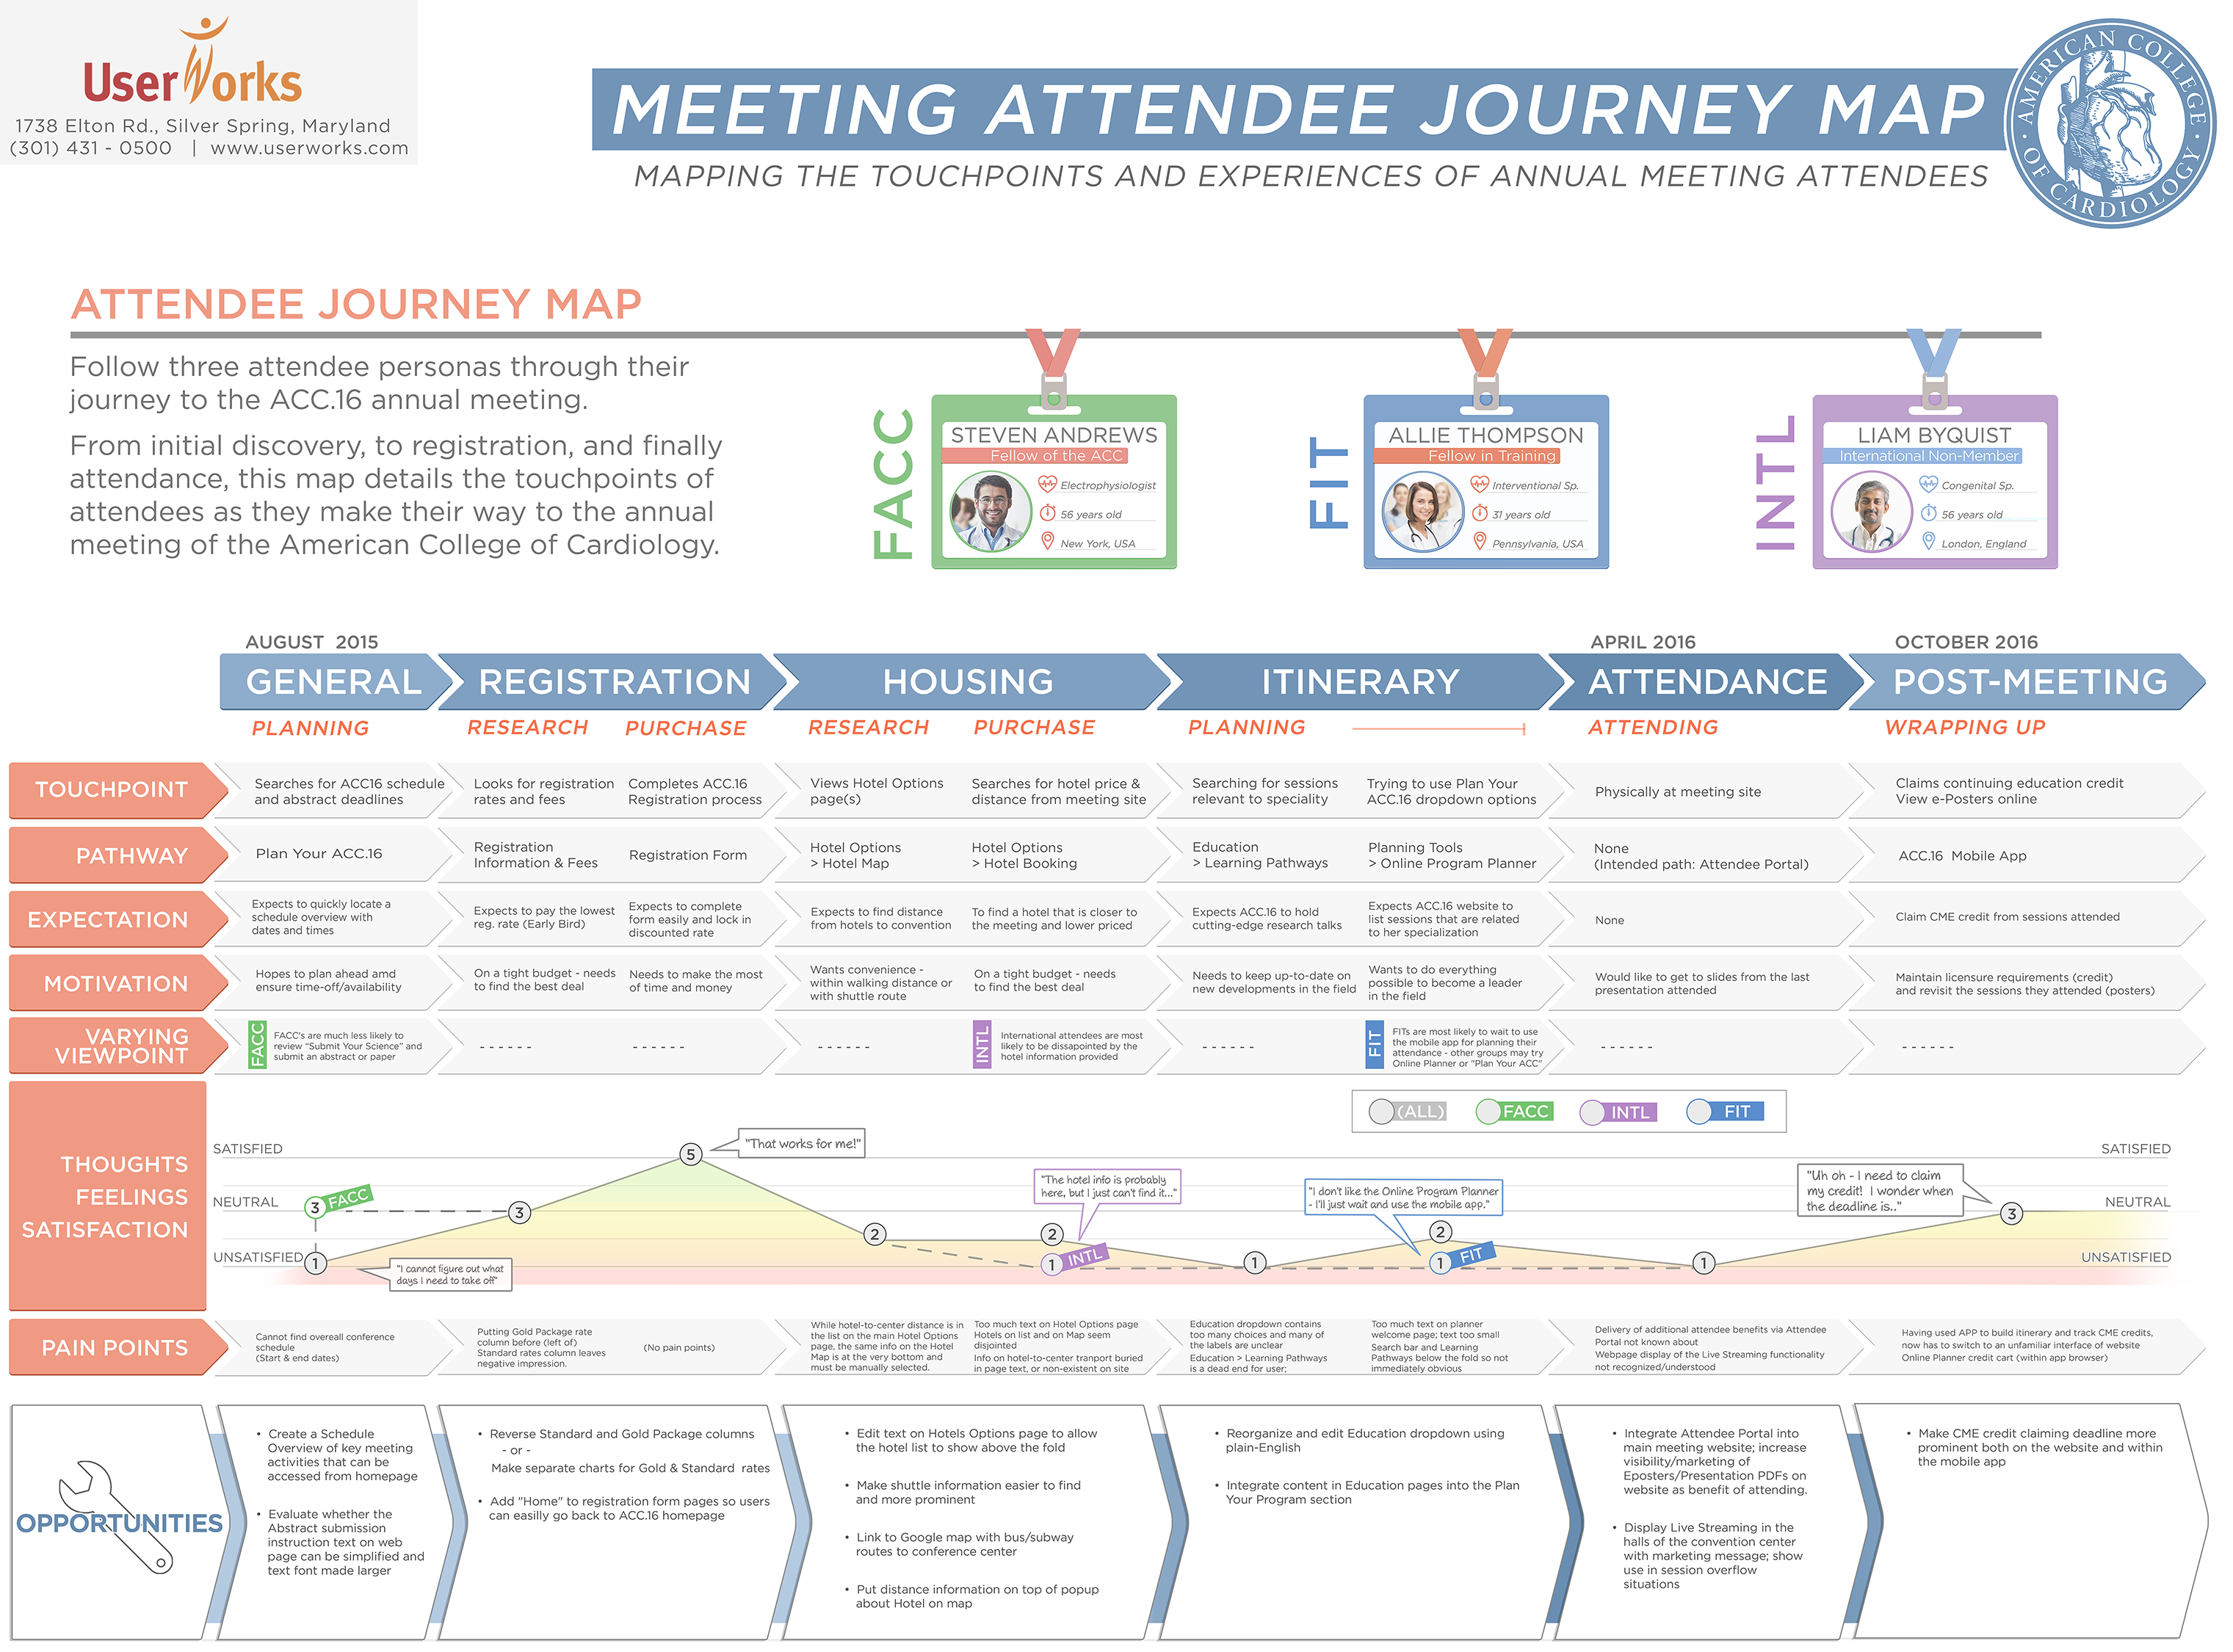 UserWorks
1738 Elton Rd., Silver Spring, Maryland
(301) 431 - 0500 | www.userworks.com
MEETING ATTENDEE JOURNEY MAP
MAPPING THE TOUCHPOINTS AND EXPERIENCES OF ANNUAL MEETING ATTENDEES
AMERICAN COLLEGE
· OF CARDIOLOGY ·
ATTENDEE JOURNEY MAP
Follow three attendee personas through their
journey to the ACC.16 annual meeting.
From initial discovery, to registration, and finally
attendance, this map details the touchpoints of
attendees as they make their way to the annual
meeting of the American College of Cardiology.
FACC
STEVEN ANDREWS
Fellow of the ACC
Electrophysiologist
56 years old
New York, USA
FIT
ALLIE THOMPSON
Fellow in Training
Interventional Sp.
31 years old
Pennsylvania, USA
INTL
LIAM BYQUIST
International Non-Member
Congenital Sp.
56 years old
London, England
AUGUST 2015
APRIL 2016
OCTOBER 2016
GENERAL
REGISTRATION
HOUSING
ITINERARY
ATTENDANCE
POST-MEETING
PLANNING
RESEARCH
PURCHASE
RESEARCH
PURCHASE
PLANNING
ATTENDING
WRAPPING UP
TOUCHPOINT
Searches for ACC16 schedule
and abstract deadlines
Looks for registration
rates and fees
Completes ACC.16
Registration process
Views Hotel Options
page(s)
Searches for hotel price &
distance from meeting site
Searching for sessions
relevant to speciality
Trying to use Plan Your
ACC.16 dropdown options
Physically at meeting site
Claims continuing education credit
View e-Posters online
PATHWAY
Plan Your ACC.16
Registration
Information & Fees
Registration Form
Hotel Options
> Hotel Map
Hotel Options
> Hotel Booking
Education
> Learning Pathways
Planning Tools
> Online Program Planner
None
(Intended path: Attendee Portal)
ACC.16 Mobile App
EXPECTATION
Expects to quickly locate a
schedule overview with
dates and times
Expects to pay the lowest
reg. rate (Early Bird)
Expects to complete
form easily and lock in
discounted rate
Expects to find distance
from hotels to convention
To find a hotel that is closer to
the meeting and lower priced
Expects ACC.16 to hold
cutting-edge research talks
Expects ACC.16 website to
list sessions that are related
to her specialization
None
Claim CME credit from sessions attended
MOTIVATION
Hopes to plan ahead amd
ensure time-off/availability
On a tight budget - needs
to find the best deal
Needs to make the most
of time and money
Wants convenience -
within walking distance or
with shuttle route
On a tight budget - needs
to find the best deal
Needs to keep up-to-date on
new developments in the field
Wants to do everything
possible to become a leader
in the field
Would like to get to slides from the last
presentation attended
Maintain licensure requirements (credit)
and revisit the sessions they attended (posters)
VARYING
VIEWPOINT
FACC
FACC's are much less likely to
review "Submit Your Science" and
submit an abstract or paper
- - - - - -
- - - - - -
- - - - - -
INTL
International attendees are most
likely to be dissapointed by the
hotel information provided
- - - - - -
FIT
FITs are most likely to wait to use
the mobile app for planning their
attendance - other groups may try
Online Planner or "Plan Your ACC"
- - - - - -
- - - - - -
THOUGHTS
FEELINGS
SATISFACTION
(ALL)
FACC
INTL
FIT
SATISFIED
NEUTRAL
UNSATISFIED
3 FACC
1
"I cannot figure out what
days I need to take off"
3
5
"That works for me!"
2
2
"The hotel info is probably
here, but I just can't find it..."
1 INTL
1
"I don't like the Online Program Planner
- I'll just wait and use the mobile app."
2
1 FIT
1
"Uh oh - I need to claim
my credit! I wonder when
the deadline is.."
3
SATISFIED
NEUTRAL
UNSATISFIED
PAIN POINTS
Cannot find overeall conference
schedule
(Start & end dates)
Putting Gold Package rate
column before (left of)
Standard rates column leaves
negative impression.
(No pain points)
While hotel-to-center distance is in
the list on the main Hotel Options
page, the same info on the Hotel
Map is at the very bottom and
must be manually selected.
Too much text on Hotel Options page
Hotels on list and on Map seem
disjointed
Info on hotel-to-center tranport buried
in page text, or non-existent on site
Education dropdown contains
too many choices and many of
the labels are unclear
Education > Learning Pathways
is a dead end for user;
Too much text on planner
welcome page; text too small
Search bar and Learning
Pathways below the fold so not
immediately obvious
Delivery of additional attendee benefits via Attendee
Portal not known about
Webpage display of the Live Streaming functionality
not recognized/understood
Having used APP to build itinerary and track CME credits,
now has to switch to an unfamiliar interface of website
Online Planner credit cart (within app browser)
OPPORTUNITIES
• Create a Schedule
Overview of key meeting
activities that can be
accessed from homepage
• Evaluate whether the
Abstract submission
instruction text on web
page can be simplified and
text font made larger
• Reverse Standard and Gold Package columns
- or -
Make separate charts for Gold & Standard rates
• Add "Home" to registration form pages so users
can easilly go back to ACC.16 homepage
• Edit text on Hotels Options page to allow
the hotel list to show above the fold
• Make shuttle information easier to find
and more prominent
• Link to Google map with bus/subway
routes to conference center
• Put distance information on top of popup
about Hotel on map
• Reorganize and edit Education dropdown using
plain-English
• Integrate content in Education pages into the Plan
Your Program section
• Integrate Attendee Portal into
main meeting website; increase
visibility/marketing of
Eposters/Presentation PDFs on
website as benefit of attending.
• Display Live Streaming in the
halls of the convention center
with marketing message; show
use in session overflow
situations
• Make CME credit claiming deadline more
prominent both on the website and within
the mobile app